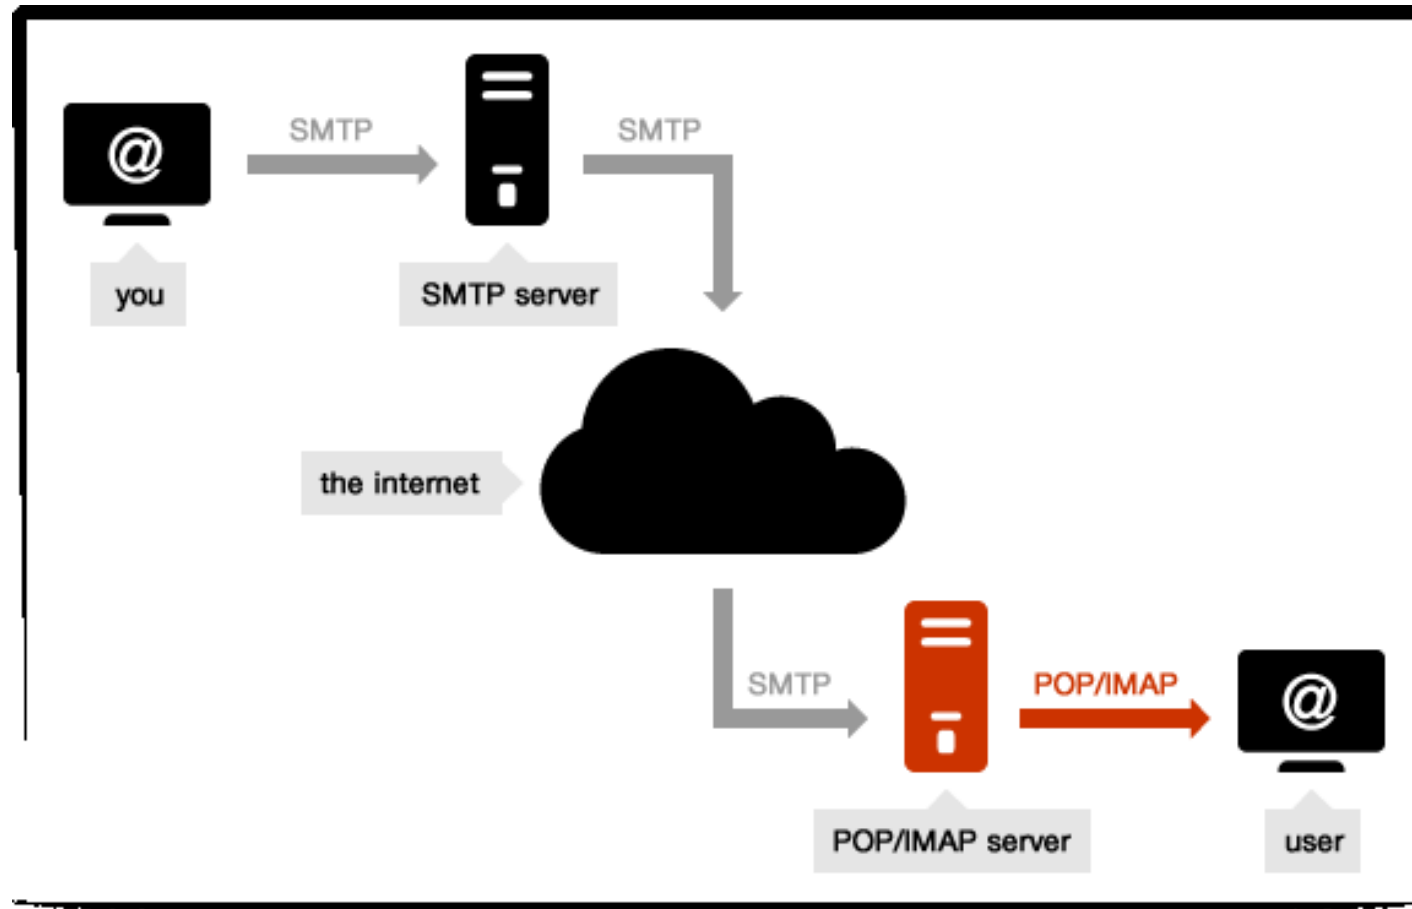 @
SMTP
SMTP
you
SMTP server
the internet
SMTP
POP/IMAP
@
POP/IMAP server
user